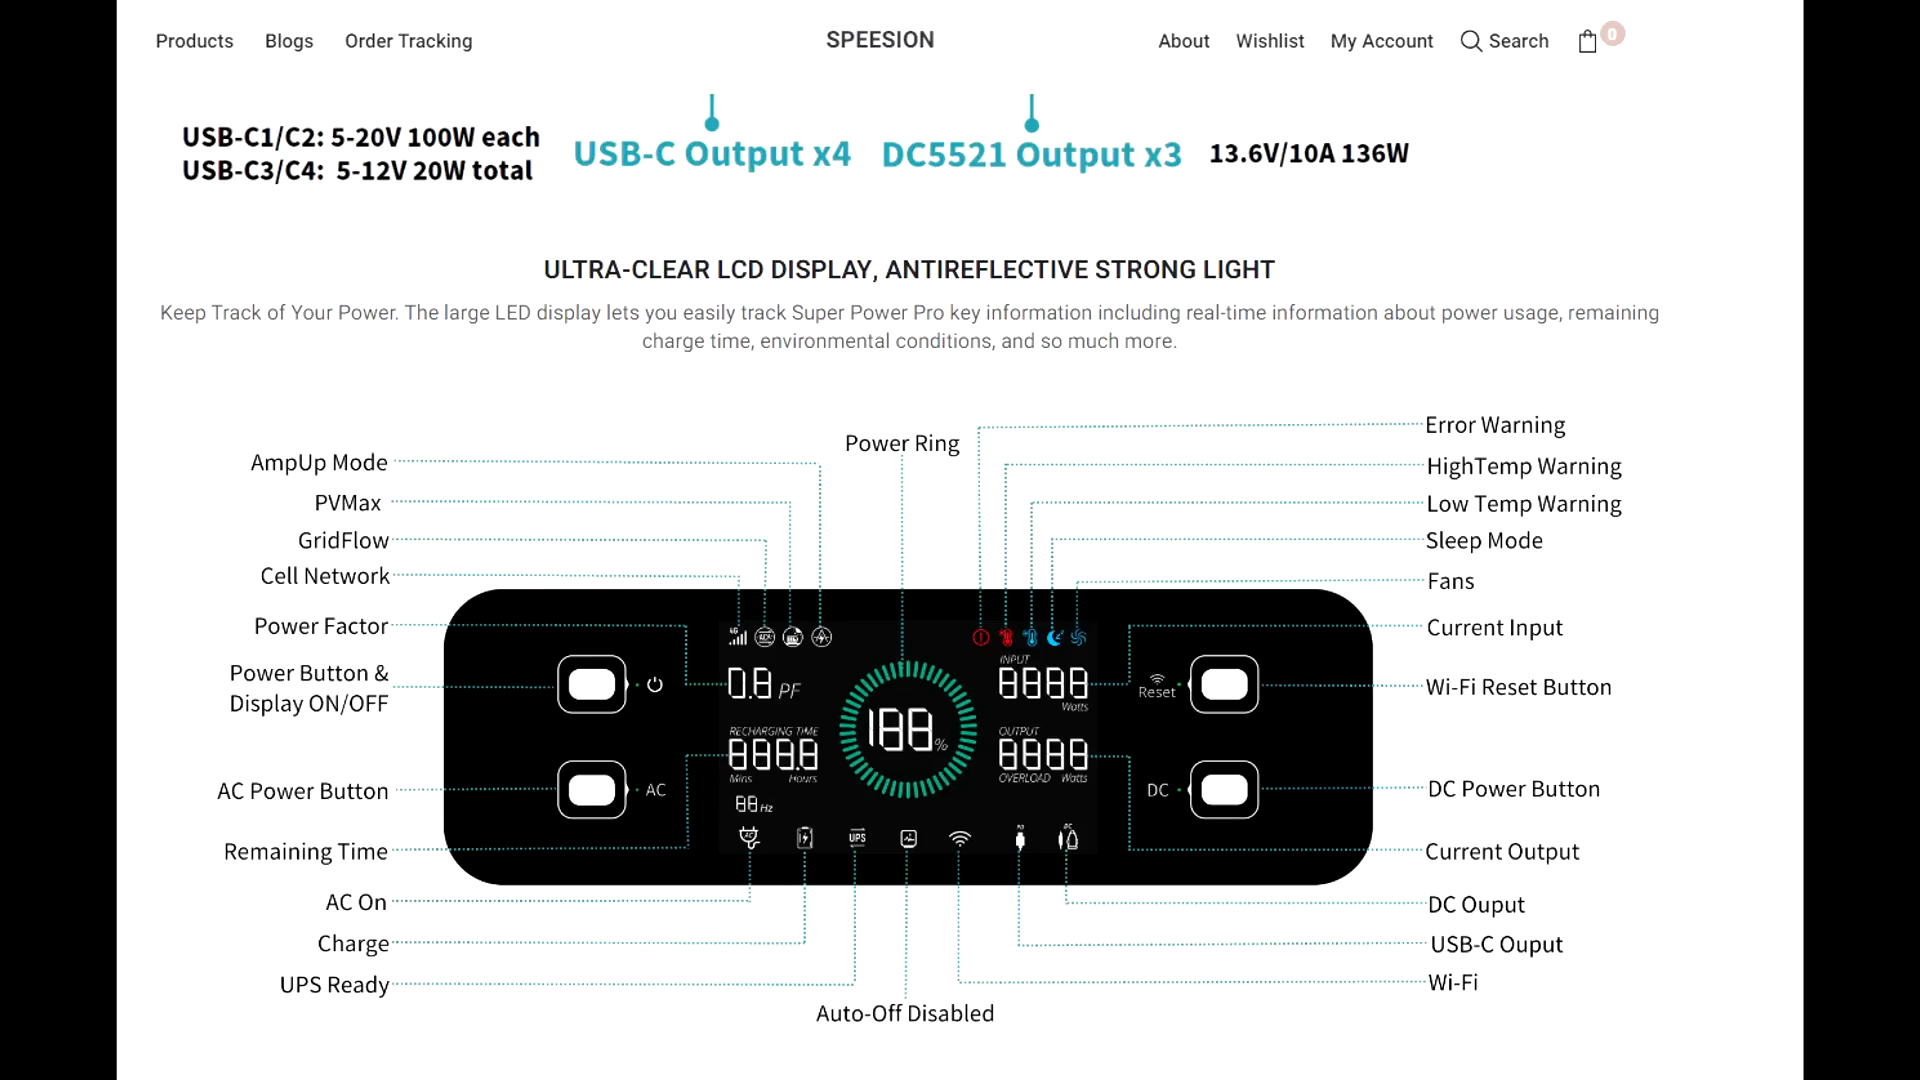 Products Blogs Order Tracking SPEESION About Wishlist My Account Search 0
USB-C1/C2: 5-20V 100W each
USB-C3/C4: 5-12V 20W total
USB-C Output x4 DC5521 Output x3 13.6V/10A 136W
ULTRA-CLEAR LCD DISPLAY, ANTIREFLECTIVE STRONG LIGHT
Keep Track of Your Power. The large LED display lets you easily track Super Power Pro key information including real-time information about power usage, remaining
charge time, environmental conditions, and so much more.
Power Ring
AmpUp Mode
PVMax
GridFlow
Cell Network
Power Factor
Power Button &
Display ON/OFF
AC Power Button
Remaining Time
AC On
Charge
UPS Ready
Auto-Off Disabled
Error Warning
HighTemp Warning
Low Temp Warning
Sleep Mode
Fans
Current Input
Wi-Fi Reset Button
DC Power Button
Current Output
DC Ouput
USB-C Ouput
Wi-Fi
AC
0.8 PF
RECHARGING TIME
888.8
Mins Hours
88 Hz
188 %
INPUT
8888
Watts
OUTPUT
8888
OVERLOAD Watts
Reset
DC
UPS